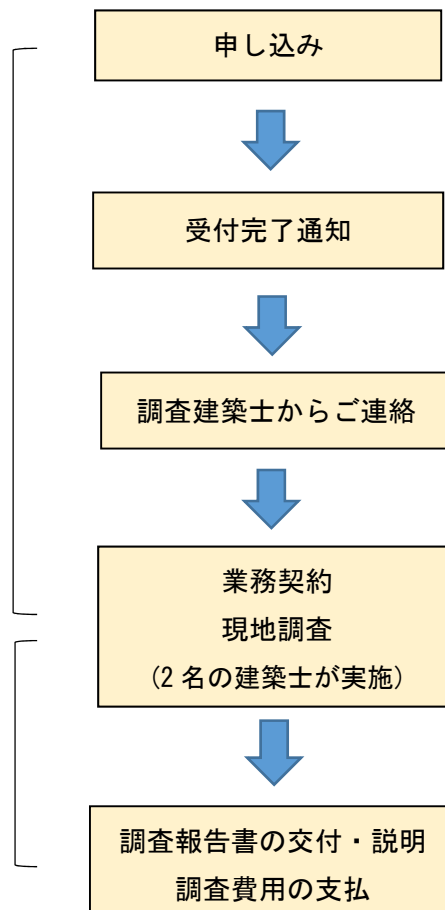 申し込み
受付完了通知
調査建築士からご連絡
業務契約
現地調査
(2 名の建築士が実施)
調査報告書の交付・説明
調査費用の支払